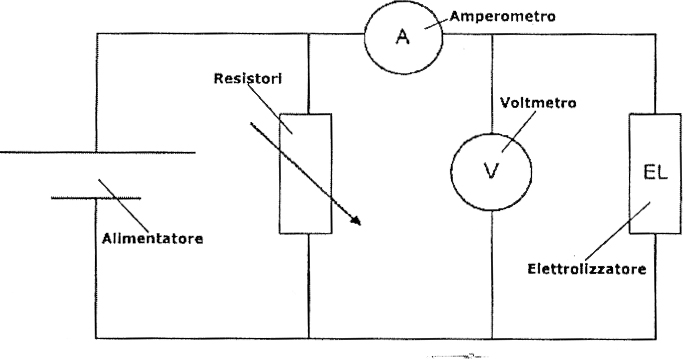 Amperometro
A
Resistori
Voltmetro
V
EL
Alimentatore
Elettrolizzatore